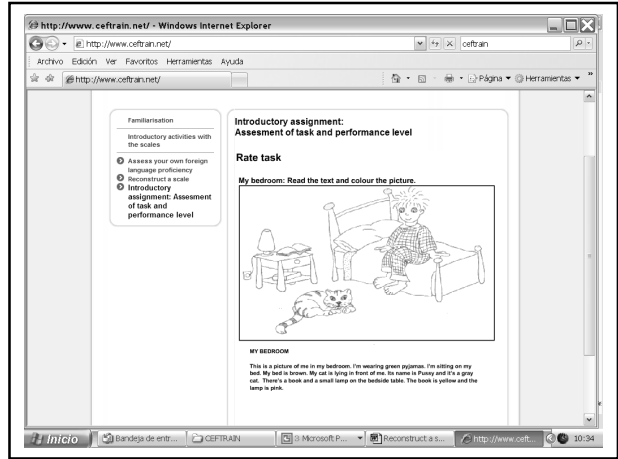 http://www.ceftrain.net/ - Windows Internet Explorer
http://www.ceftrain.net/
ceftrain
Archivo Edición Ver Favoritos Herramientas Ayuda
http://www.ceftrain.net/
Página Herramientas
Familiarisation
Introductory activities with
the scales
Assess your own foreign
language proficiency
Reconstruct a scale
Introductory
assignment: Assesment
of task and
performance level
Introductory assignment:
Assesment of task and performance level
Rate task
My bedroom: Read the text and colour the picture.
MY BEDROOM
This is a picture of me in my bedroom. I'm wearing green pyjamas. I'm sitting on my
bed. My bed is brown. My cat is lying in front of me. Its name is Pussy and it's a gray
cat. There's a book and a small lamp on the bedside table. The book is yellow and the
lamp is pink.
Inicio Bandeja de entr... CEFTRAIN 3 Microsoft P... Reconstruct a s... http://www.ceft... 10:34